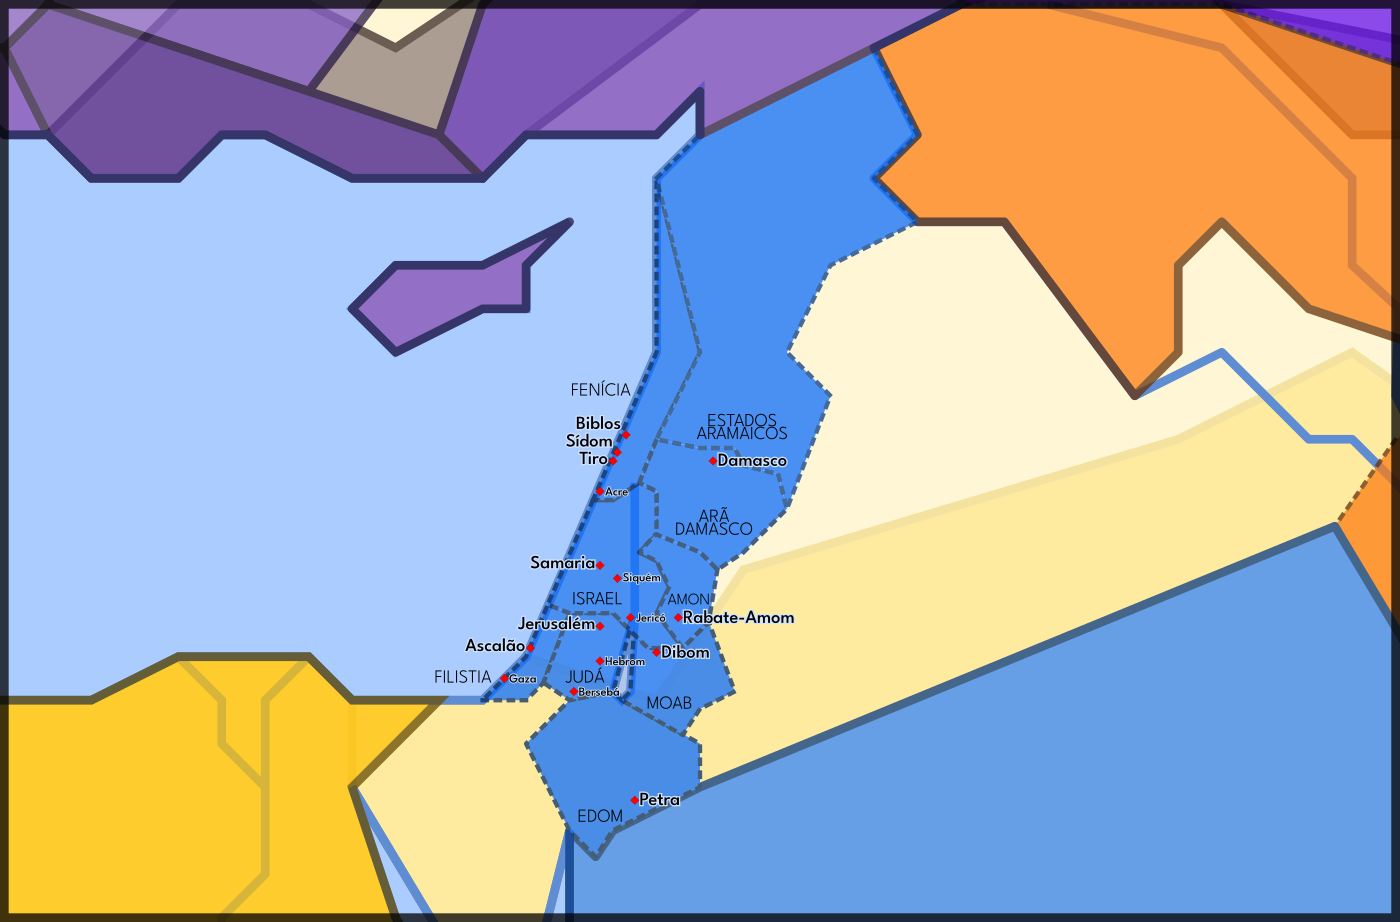 FENÍCIA
Biblos
ESTADOS
ARAMAICOS
Sídom
Tiro
Damasco
Acre
ARÃ
DAMASCO
Samaria
Siquém
ISRAEL
AMON
Jericó
Rabate-Amom
Jerusalém
Ascalão
Dibom
Hebrom
FILISTIA
Gaza
JUDÁ
Bersebá
MOAB
Petra
EDOM